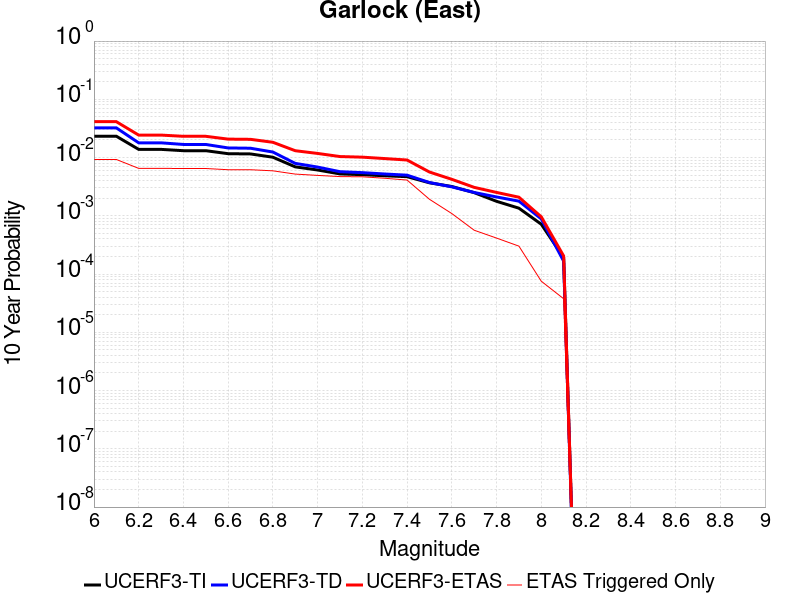 Garlock (East)
10^0
10^-1
10^-2
10^-3
10^-4
10^-5
10^-6
10^-7
10^-8
10 Year Probability
6 6.2 6.4 6.6 6.8 7 7.2 7.4 7.6 7.8 8 8.2 8.4 8.6 8.8 9
Magnitude
UCERF3-TI UCERF3-TD UCERF3-ETAS ETAS Triggered Only